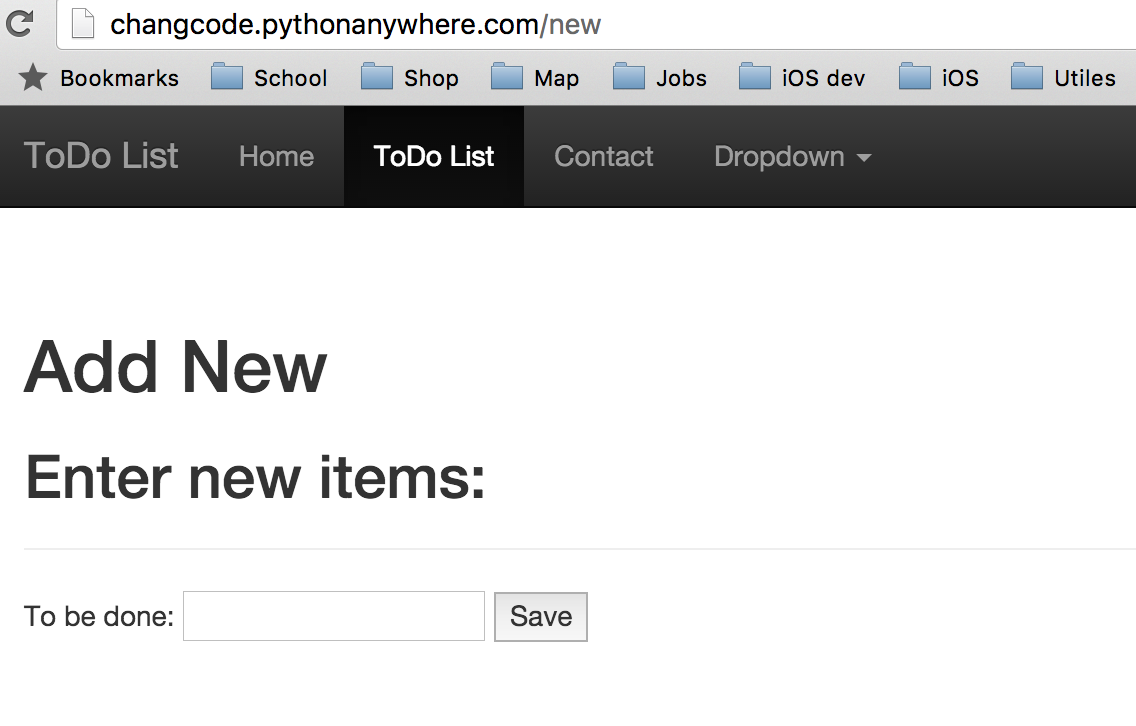 changcode.pythonanywhere.com/new
Bookmarks School Shop Map Jobs iOS dev iOS Utiles
ToDo List Home ToDo List Contact Dropdown
Add New
Enter new items:
To be done: Save